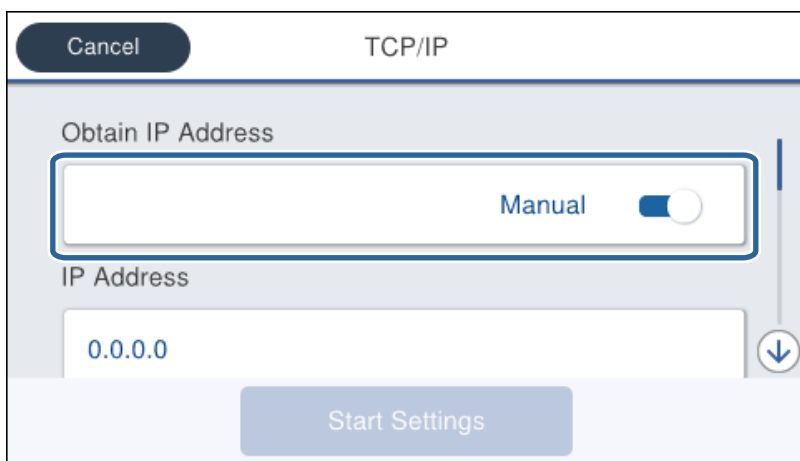 Cancel TCP/IP
Obtain IP Address
Manual
IP Address
0.0.0.0
Start Settings